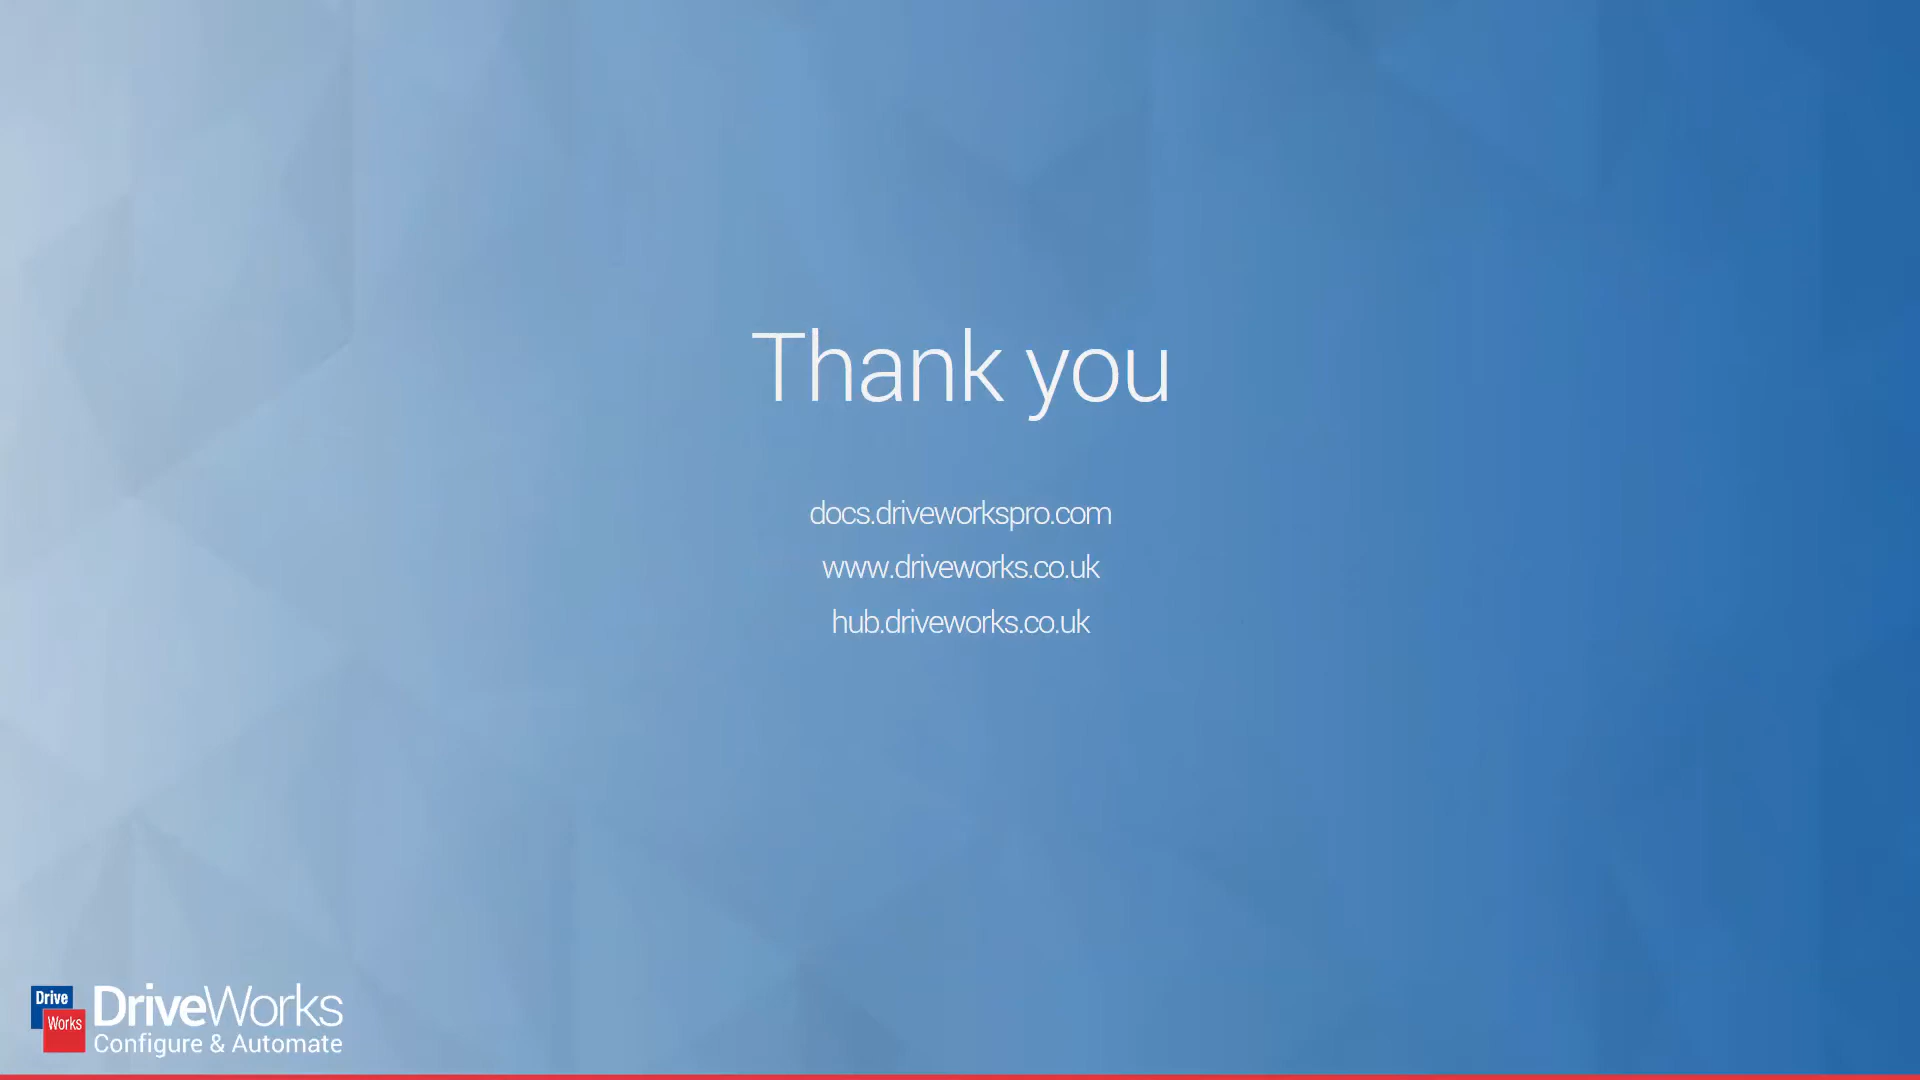 Thank you
docs.driveworkspro.com
www.driveworks.co.uk
hub.driveworks.co.uk
Drive
Works
DriveWorks
Configure & Automate